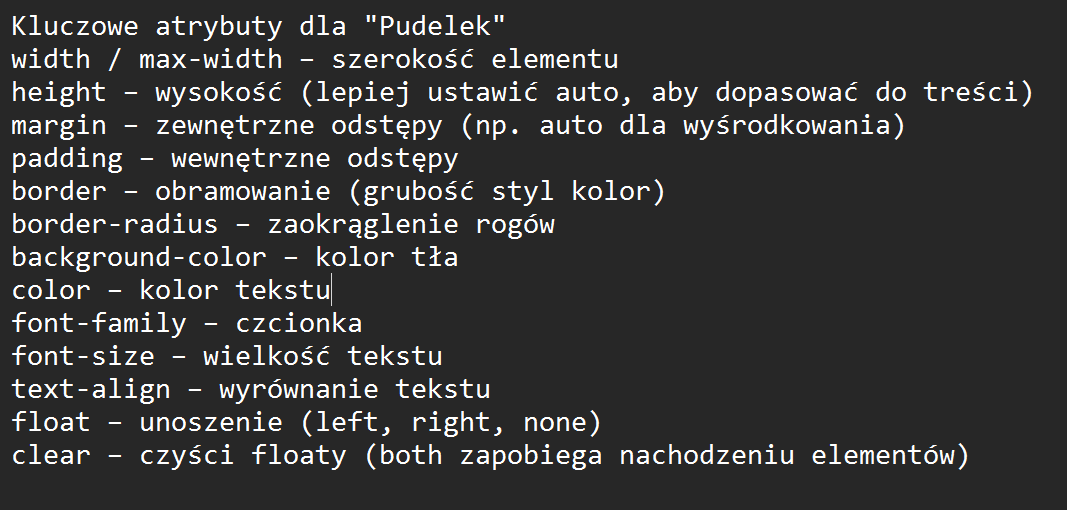 Kluczowe atrybuty dla "Pudelek"
width / max-width – szerokość elementu
height – wysokość (lepiej ustawić auto, aby dopasować do treści)
margin – zewnętrzne odstępy (np. auto dla wyśrodkowania)
padding – wewnętrzne odstępy
border – obramowanie (grubość styl kolor)
border-radius – zaokrąglenie rogów
background-color – kolor tła
color – kolor tekstu
font-family – czcionka
font-size – wielkość tekstu
text-align – wyrównanie tekstu
float – unoszenie (left, right, none)
clear – czyści floaty (both zapobiega nachodzeniu elementów)